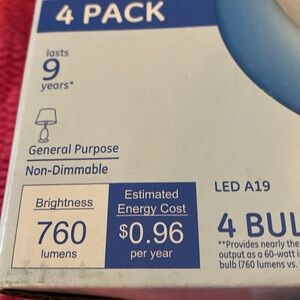 4 PACK
lasts
9
years*
General Purpose
Non-Dimmable
Brightness
760
lumens
Estimated
Energy Cost
$0.96
per year
LED A19
4 BUL
**Provides nearly the
output as a 60-watt i
bulb (760 lumens vs.